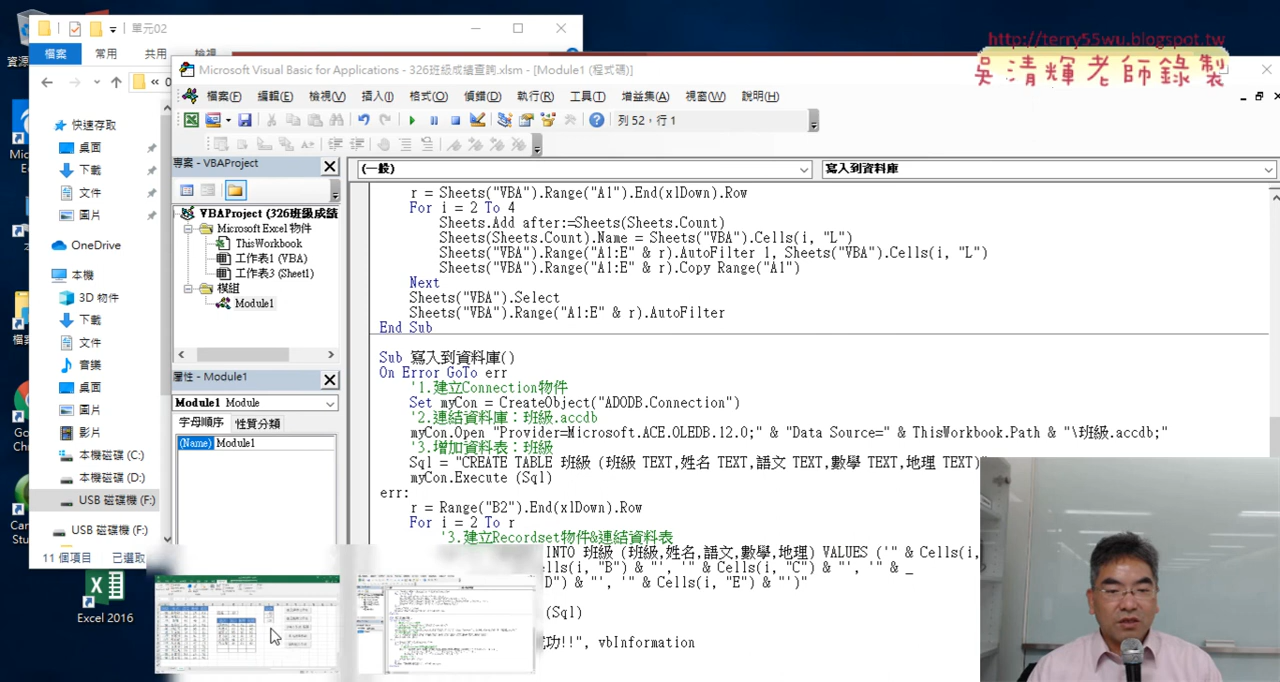 單元02
http://terry55wu.blogspot.tw
吳清輝老師錄製
檔案
常用
共用
檢視
Microsoft Visual Basic for Applications - 326班級成績查詢.xlsm - [Module1 (程式碼)]
檔案(F) 編輯(E) 檢視(V) 插入(I) 格式(O) 偵錯(D) 執行(R) 工具(T) 增益集(A) 視窗(W) 說明(H)
列 52，行 1
快速存取
桌面
下載
文件
圖片
OneDrive
本機
3D 物件
下載
文件
音樂
桌面
圖片
影片
本機磁碟 (C:)
本機磁碟 (D:)
USB 磁碟機 (F:)
USB 磁碟機 (F:)
11 個項目
已選取
Excel 2016
專案 - VBAProject
VBAProject (326班級成績
Microsoft Excel 物件
ThisWorkbook
工作表1 (VBA)
工作表3 (Sheet1)
模組
Module1
屬性 - Module1
Module1 Module
字母順序 性質分類
(Name) Module1
(一般)
寫入到資料庫
r = Sheets("VBA").Range("A1").End(xlDown).Row
For i = 2 To 4
Sheets.Add after:=Sheets(Sheets.Count)
Sheets(Sheets.Count).Name = Sheets("VBA").Cells(i, "L")
Sheets("VBA").Range("A1:E" & r).AutoFilter 1, Sheets("VBA").Cells(i, "L")
Sheets("VBA").Range("A1:E" & r).Copy Range("A1")
Next
Sheets("VBA").Select
Sheets("VBA").Range("A1:E" & r).AutoFilter
End Sub
Sub 寫入到資料庫()
On Error GoTo err
'1.建立Connection物件
Set myCon = CreateObject("ADODB.Connection")
'2.連結資料庫：班級.accdb
myCon.Open "Provider=Microsoft.ACE.OLEDB.12.0;" & "Data Source=" & ThisWorkbook.Path & "\班級.accdb;"
'3.增加資料表：班級
Sql = "CREATE TABLE 班級 (班級 TEXT,姓名 TEXT,語文 TEXT,數學 TEXT,地理 TEXT)"
myCon.Execute (Sql)
err:
r = Range("B2").End(xlDown).Row
For i = 2 To r
'3.建立Recordset物件&連結資料表
INTO 班級 (班級,姓名,語文,數學,地理) VALUES ('" & Cells(i,
lls(i, "B") & "', '" & Cells(i, "C") & "', '" & _
D") & "', '" & Cells(i, "E") & "')"
(Sql)
功!!", vbInformation